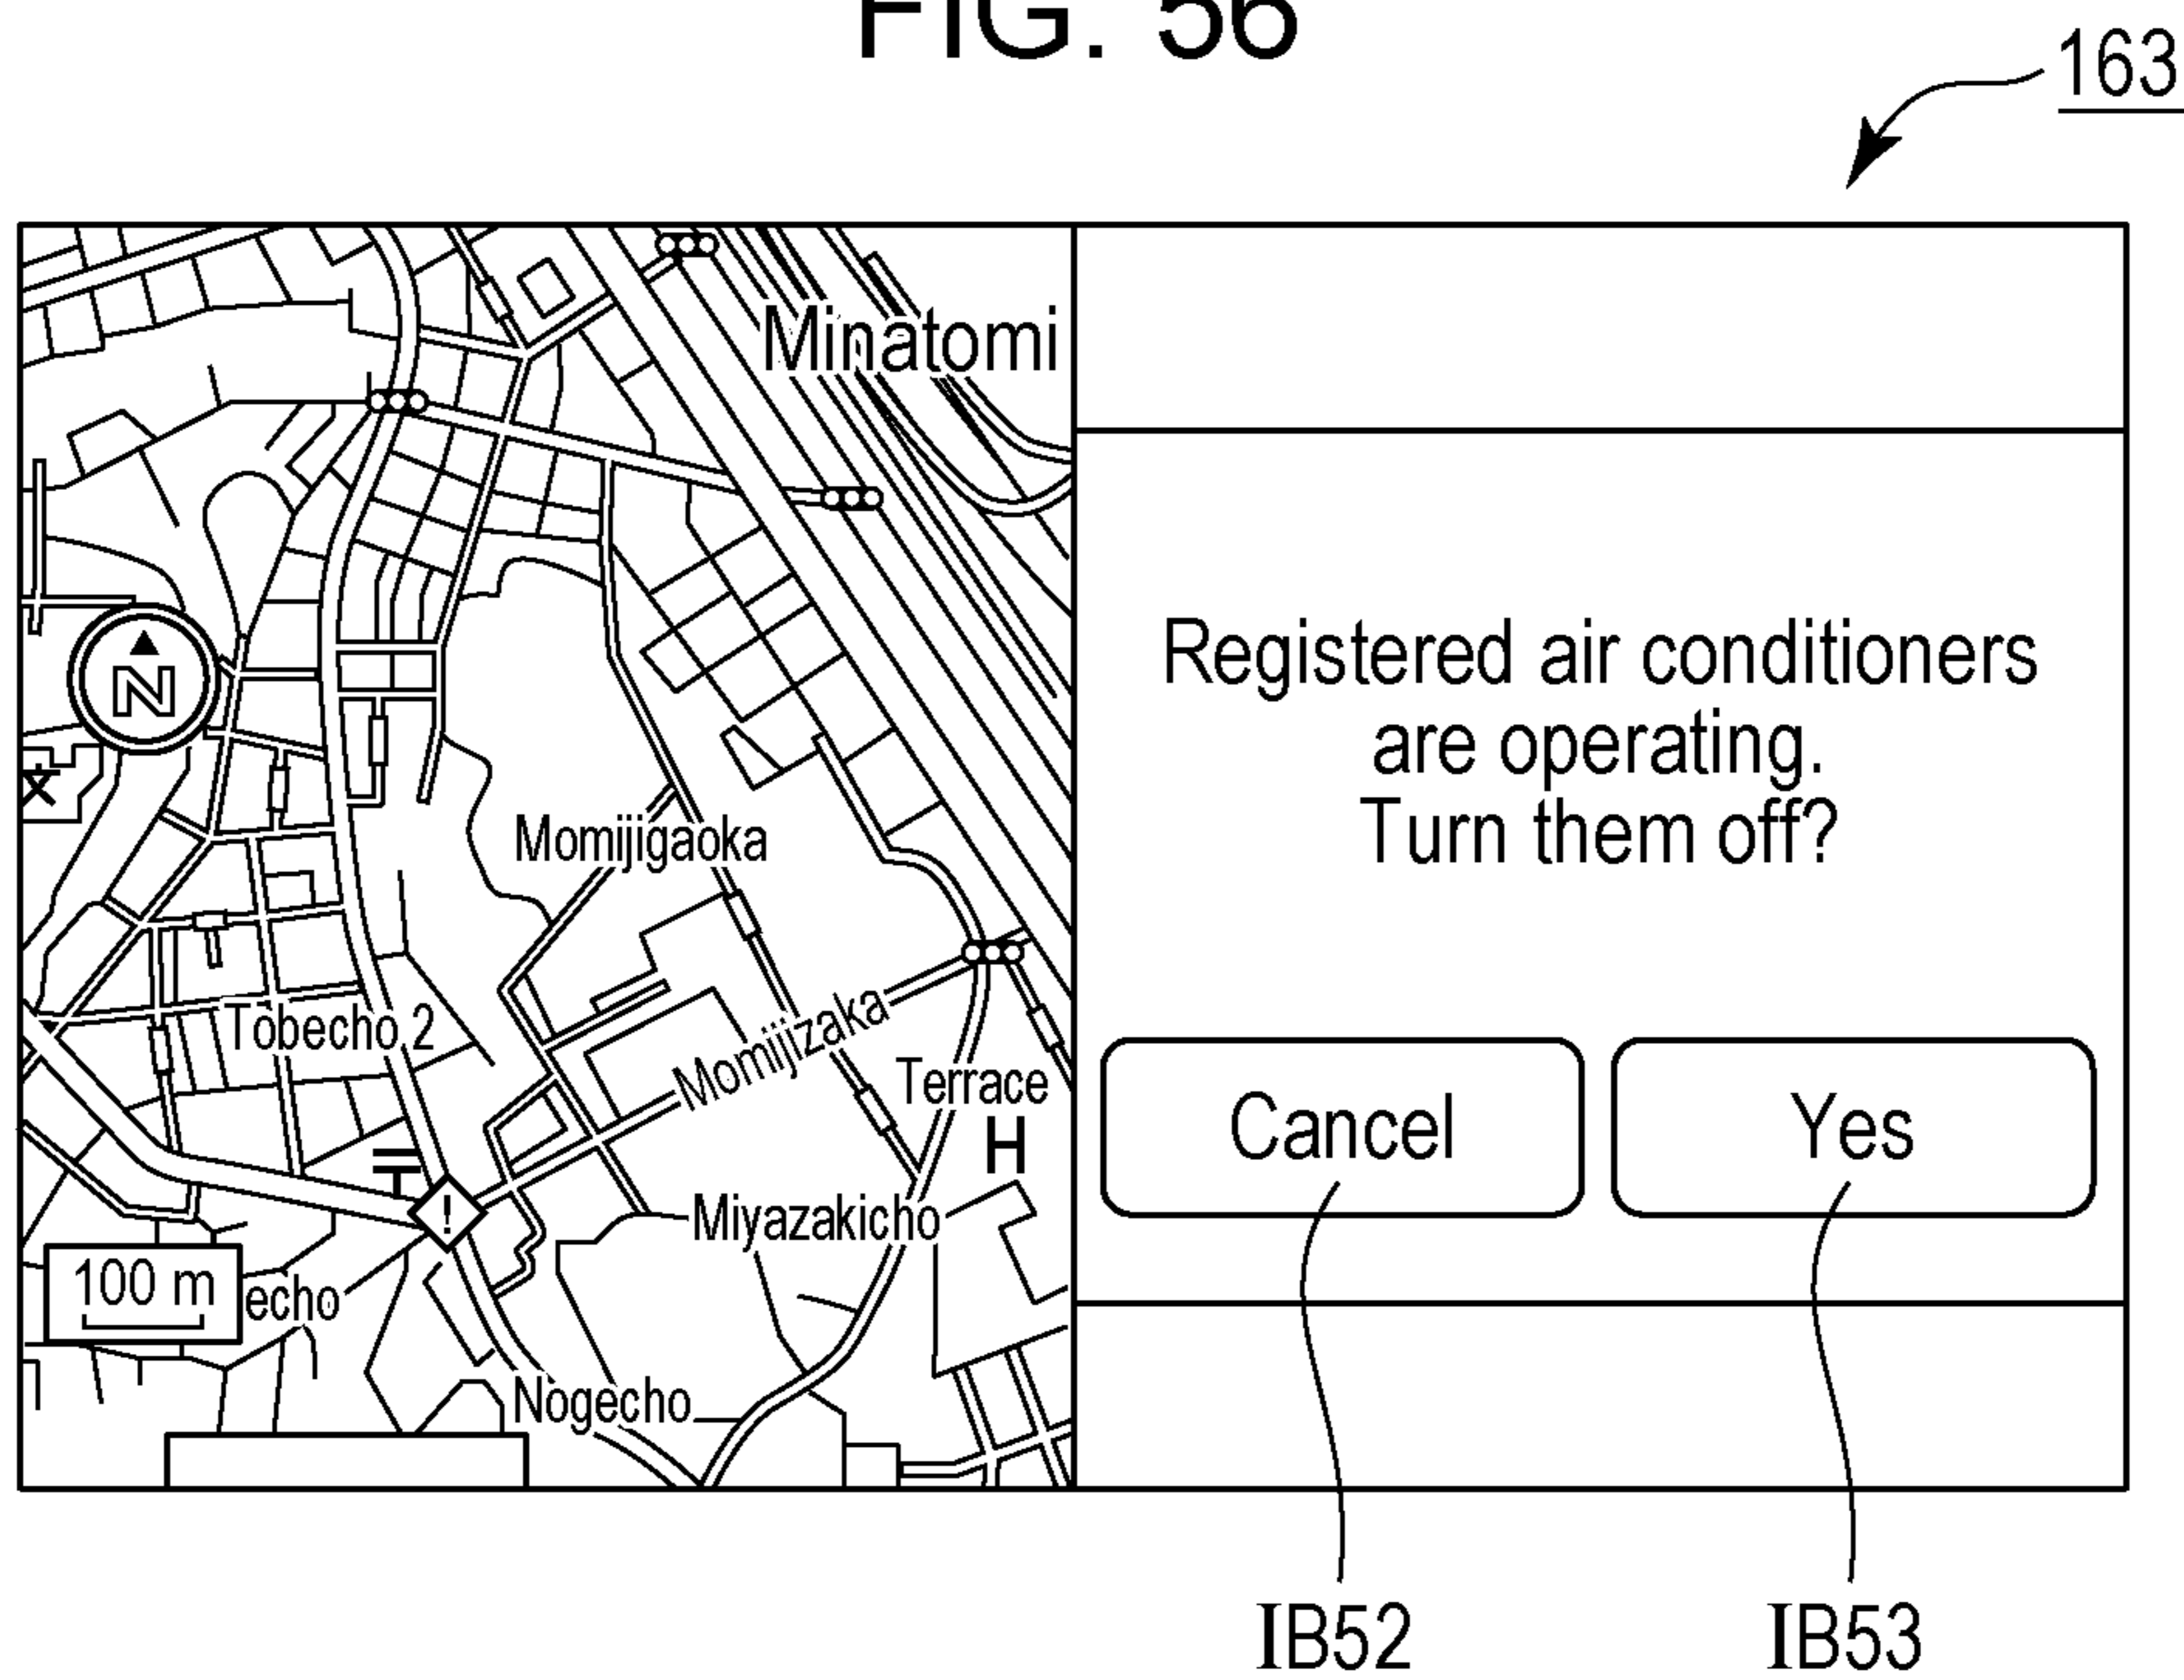 FIG. 56
163
Minatomi
N
Momijigaoka
Tobecho 2
Momijizaka
Terrace
H
Miyazakicho
!
100 m
echo
Nogecho
Registered air conditioners
are operating.
Turn them off?
Cancel
Yes
IB52
IB53